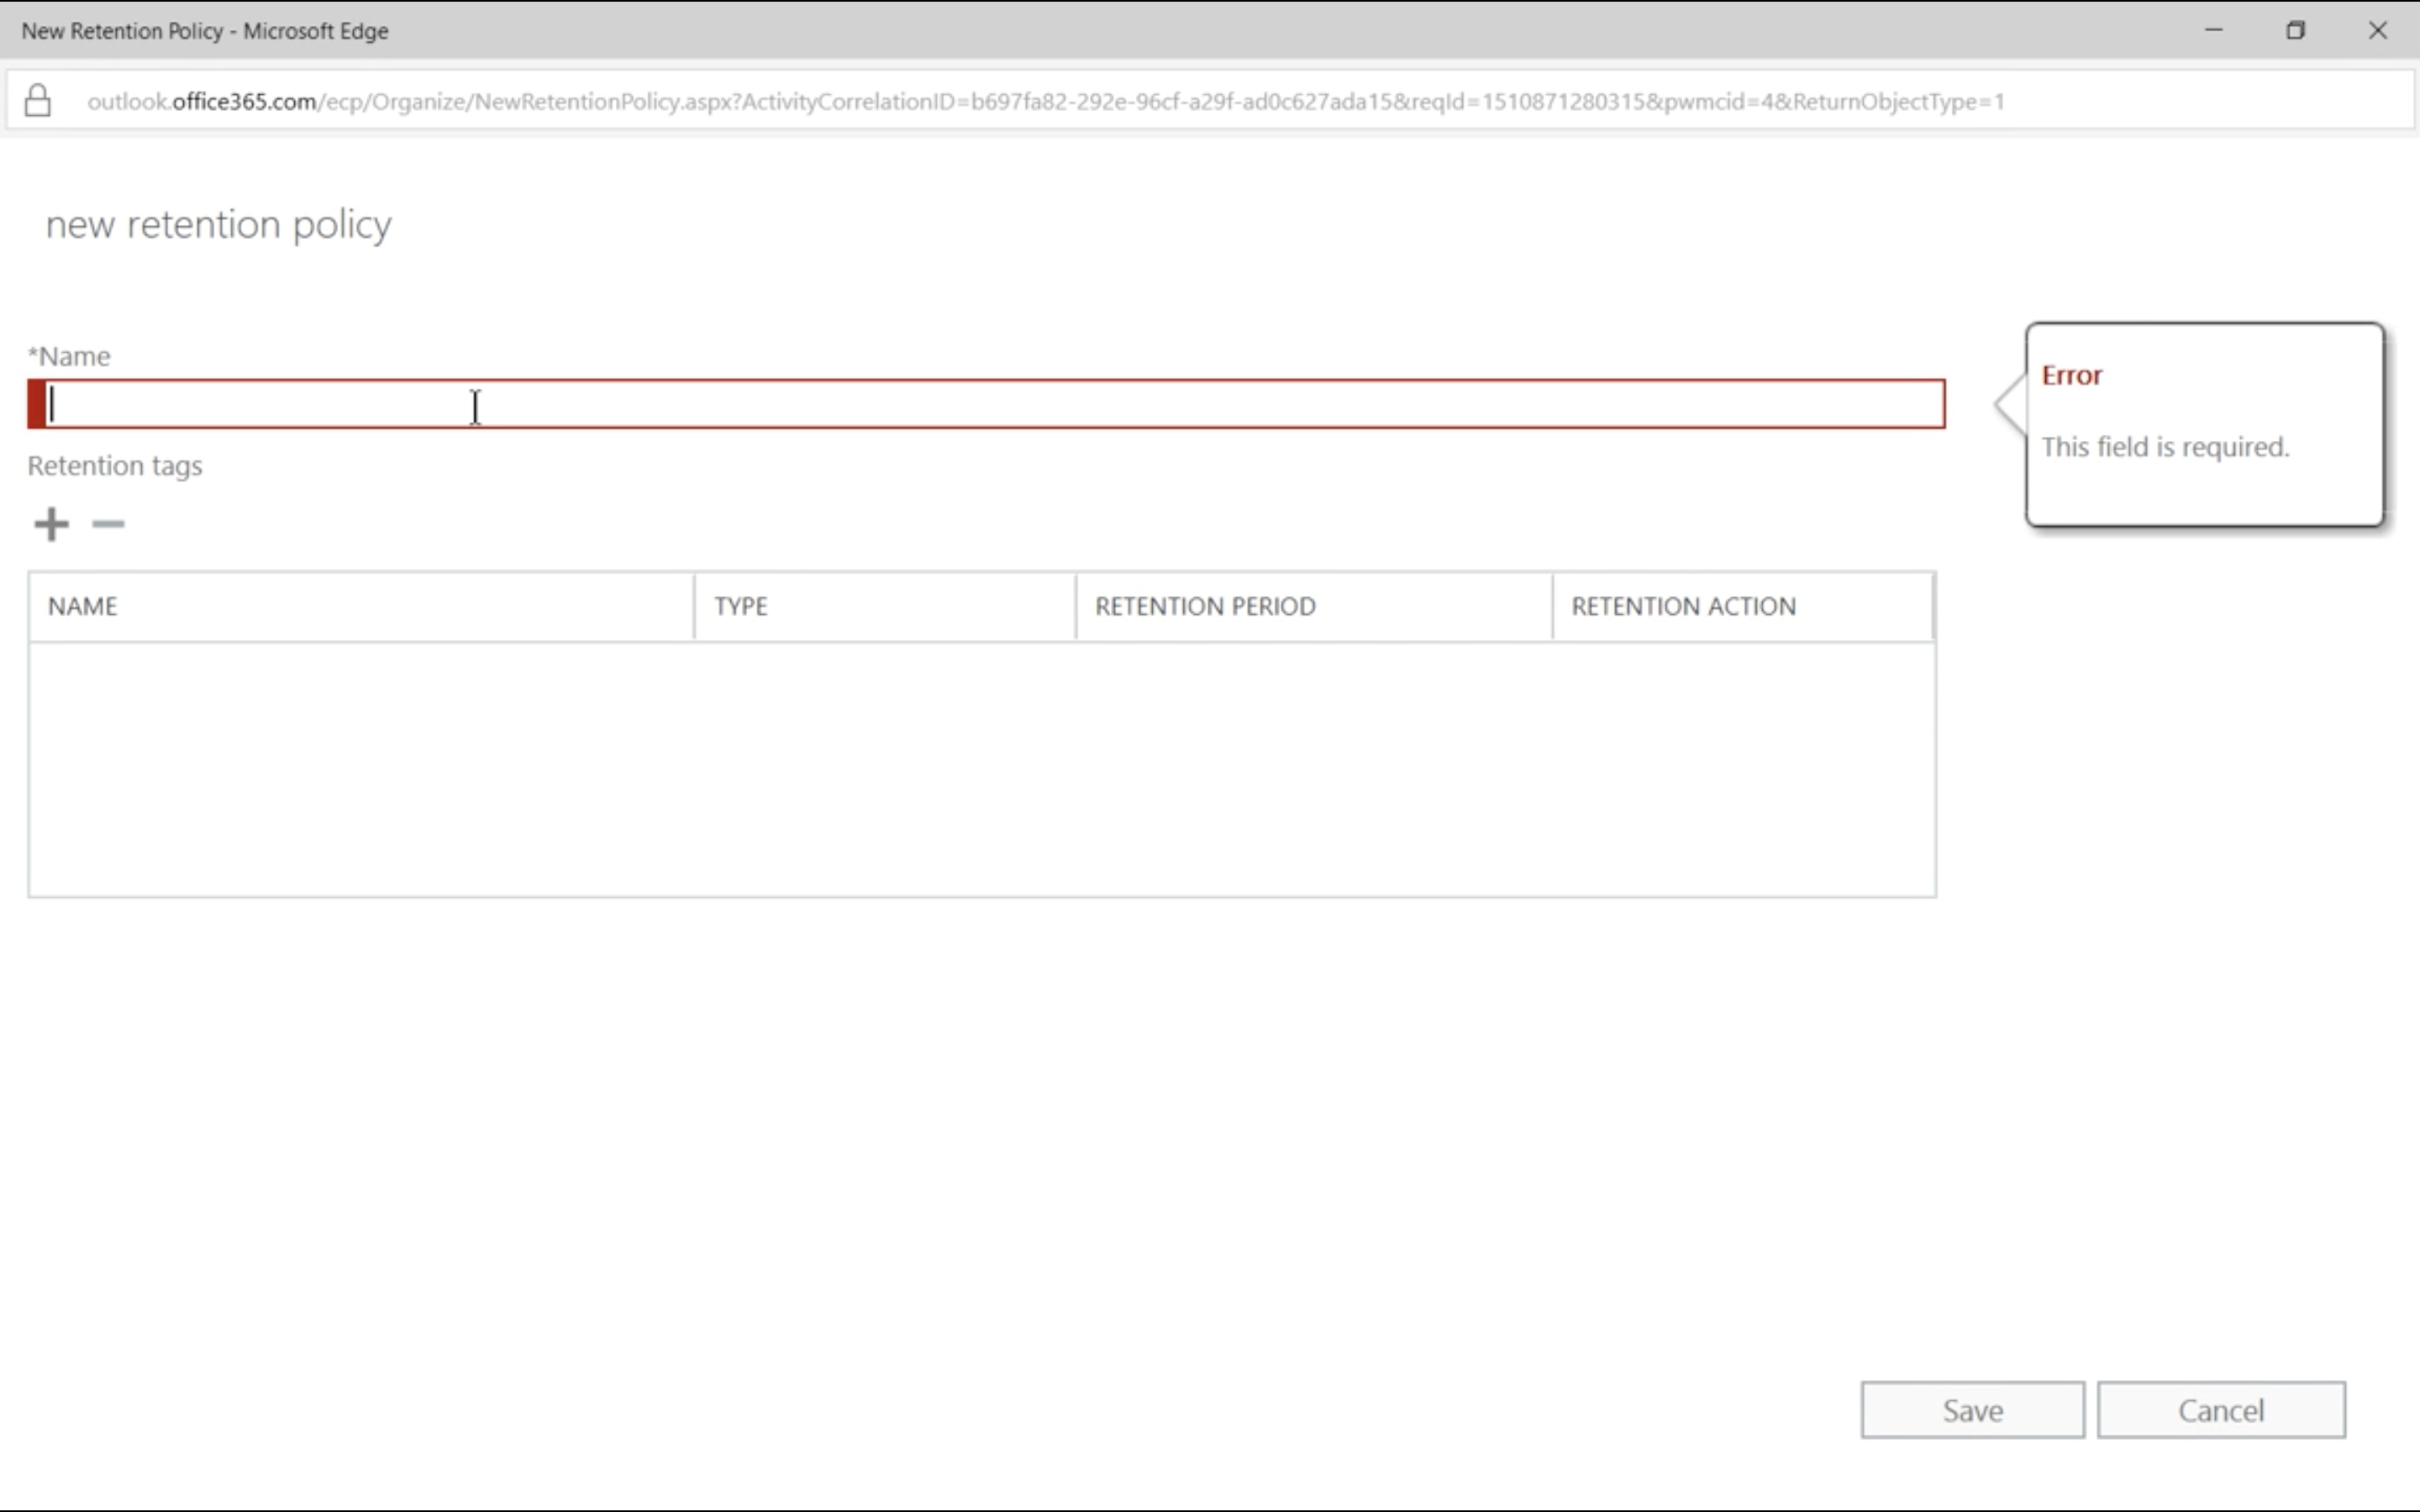 New Retention Policy - Microsoft Edge
outlook.office365.com/ecp/Organize/NewRetentionPolicy.aspx?ActivityCorrelationID=b697fa82-292e-96cf-a29f-ad0c627ada15&reqId=1510871280315&pwmcid=4&ReturnObjectType=1
new retention policy
*Name
Error
This field is required.
Retention tags
NAME TYPE RETENTION PERIOD RETENTION ACTION
Save Cancel